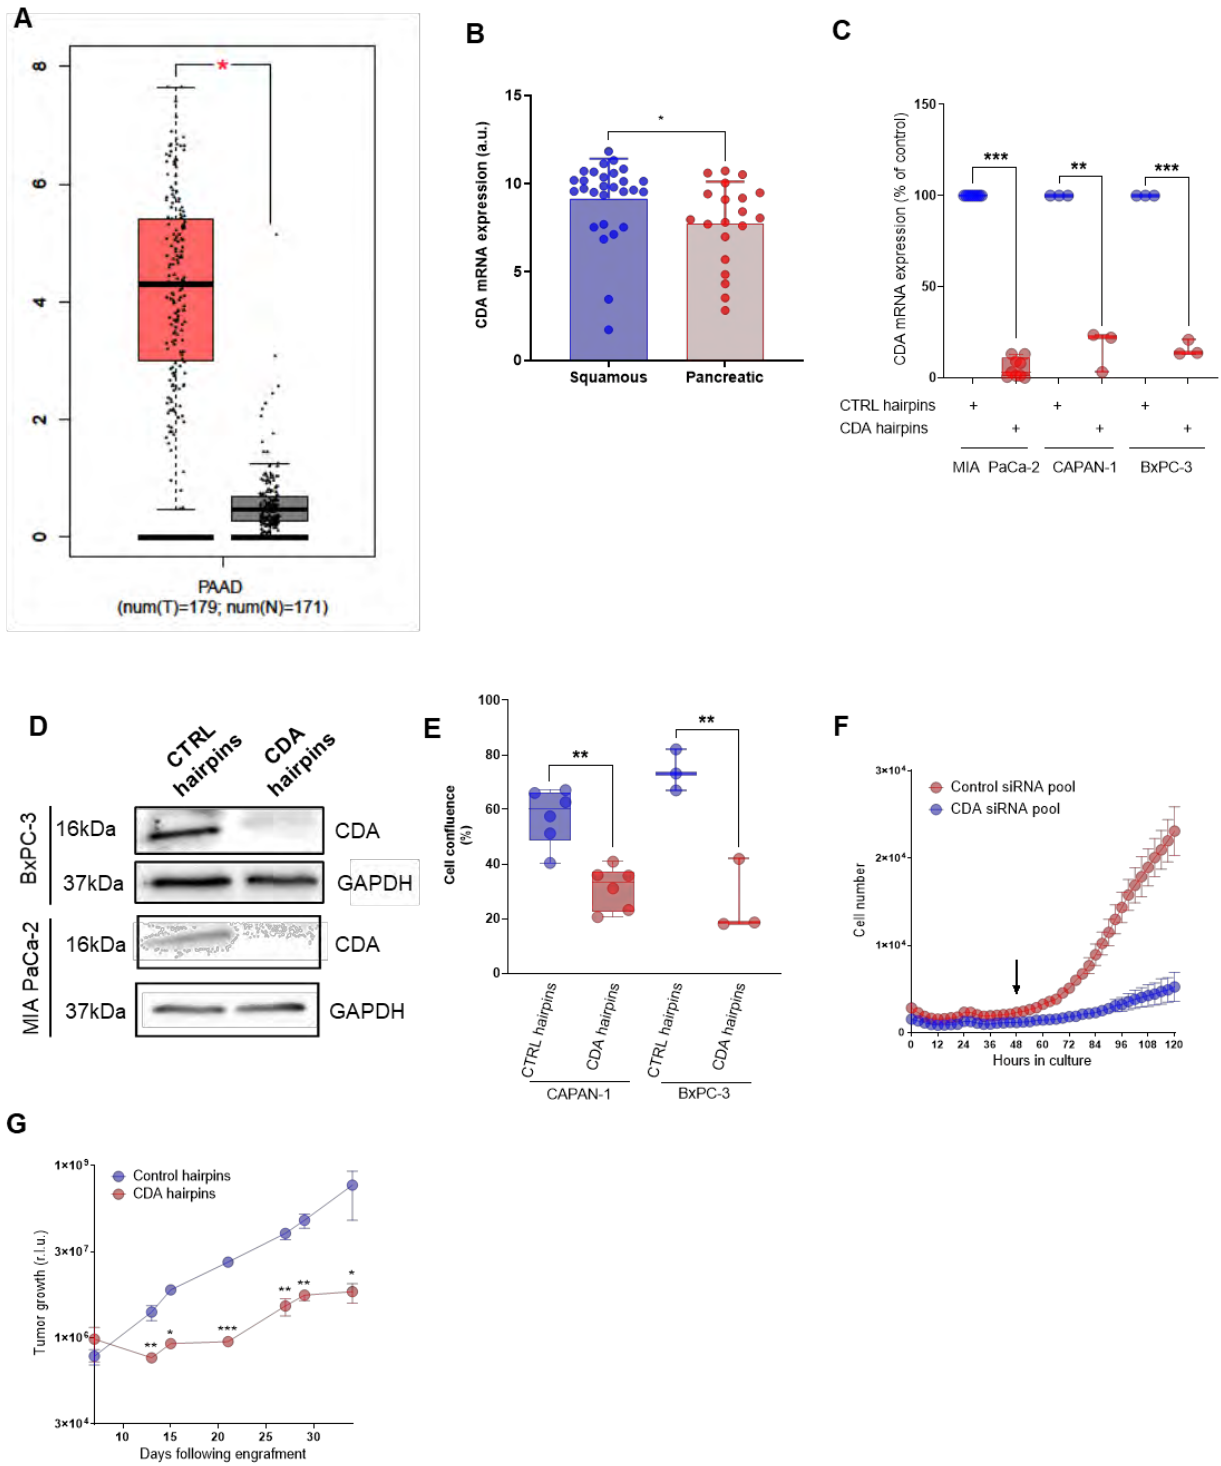 A
8
6
4
2
0
*
PAAD
(num(T)=179; num(N)=171)
B
CDA mRNA expression (a.u.)
15
10
5
0
*
Squamous
Pancreatic
C
CDA mRNA expression (% of control)
150
100
50
0
***
**
***
CTRL hairpins + + +
CDA hairpins + + +
MIA PaCa-2 CAPAN-1 BxPC-3
D
CTRL hairpins
CDA hairpins
BxPC-3
16kDa CDA
37kDa GAPDH
MIA PaCa-2
16kDa CDA
37kDa GAPDH
E
Cell confluence
(%)
100
80
60
40
20
0
**
**
CTRL hairpins
CDA hairpins
CTRL hairpins
CDA hairpins
CAPAN-1
BxPC-3
F
Control siRNA pool
CDA siRNA pool
Cell number
3×10⁴
2×10⁴
1×10⁴
0
0 12 24 36 48 60 72 84 96 108 120
Hours in culture
G
Control hairpins
CDA hairpins
Tumor growth (r.l.u.)
1×10⁹
3×10⁷
1×10⁶
3×10⁴
** * *** ** ** *
10 15 20 25 30
Days following engrafment